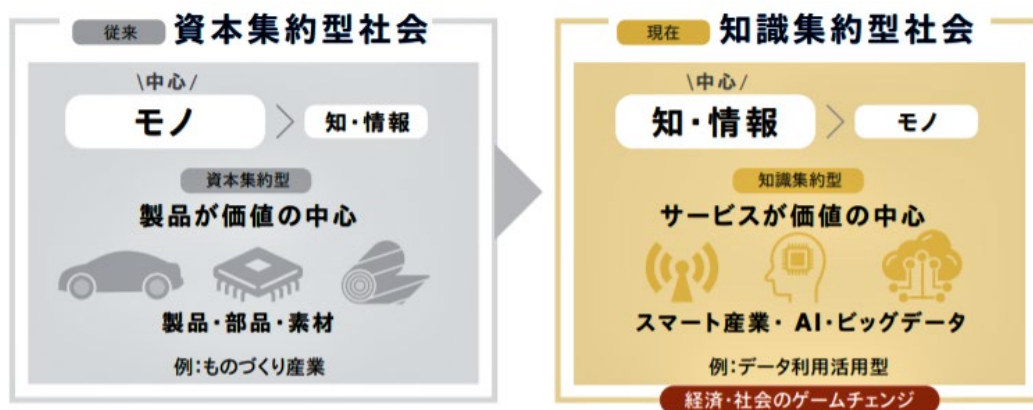 従来 資本集約型社会
\中心/
モノ > 知・情報
資本集約型
製品が価値の中心
製品・部品・素材
例:ものづくり産業
現在 知識集約型社会
\中心/
知・情報 > モノ
知識集約型
サービスが価値の中心
スマート産業・AI・ビッグデータ
例:データ利用活用型
経済・社会のゲームチェンジ